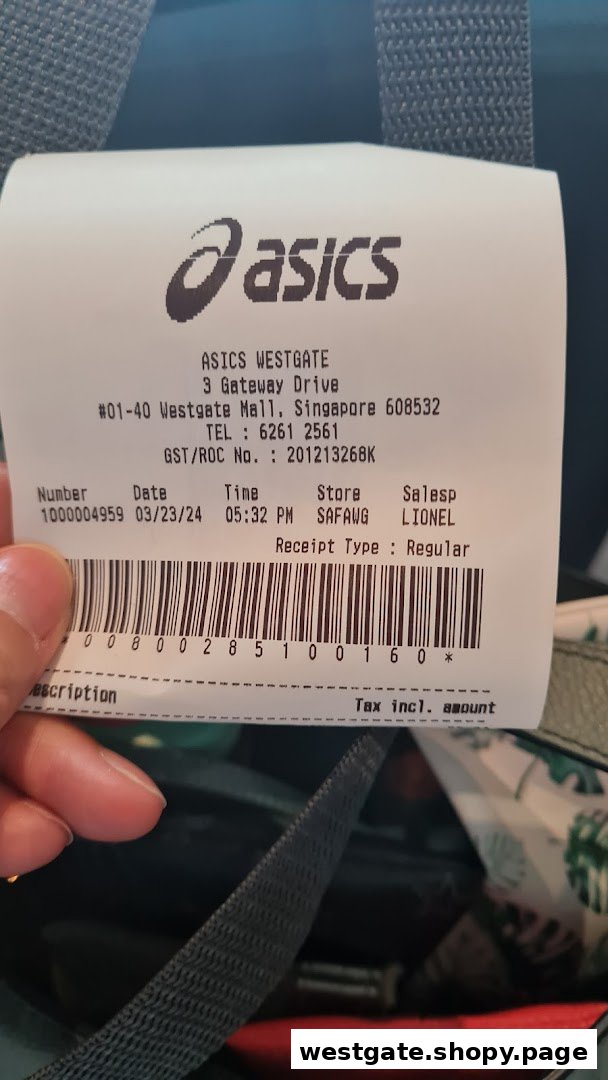 asics
ASICS WESTGATE
3 Gateway Drive
#01-40 Westgate Mall, Singapore 608532
TEL : 6261 2561
GST/ROC No. : 201213268K
Number Date Time Store Salesp
1000004959 03/23/24 05:32 PM SAFAWG LIONEL
Receipt Type : Regular
*00800285100160*
escription Tax incl. amount
westgate.shopy.page